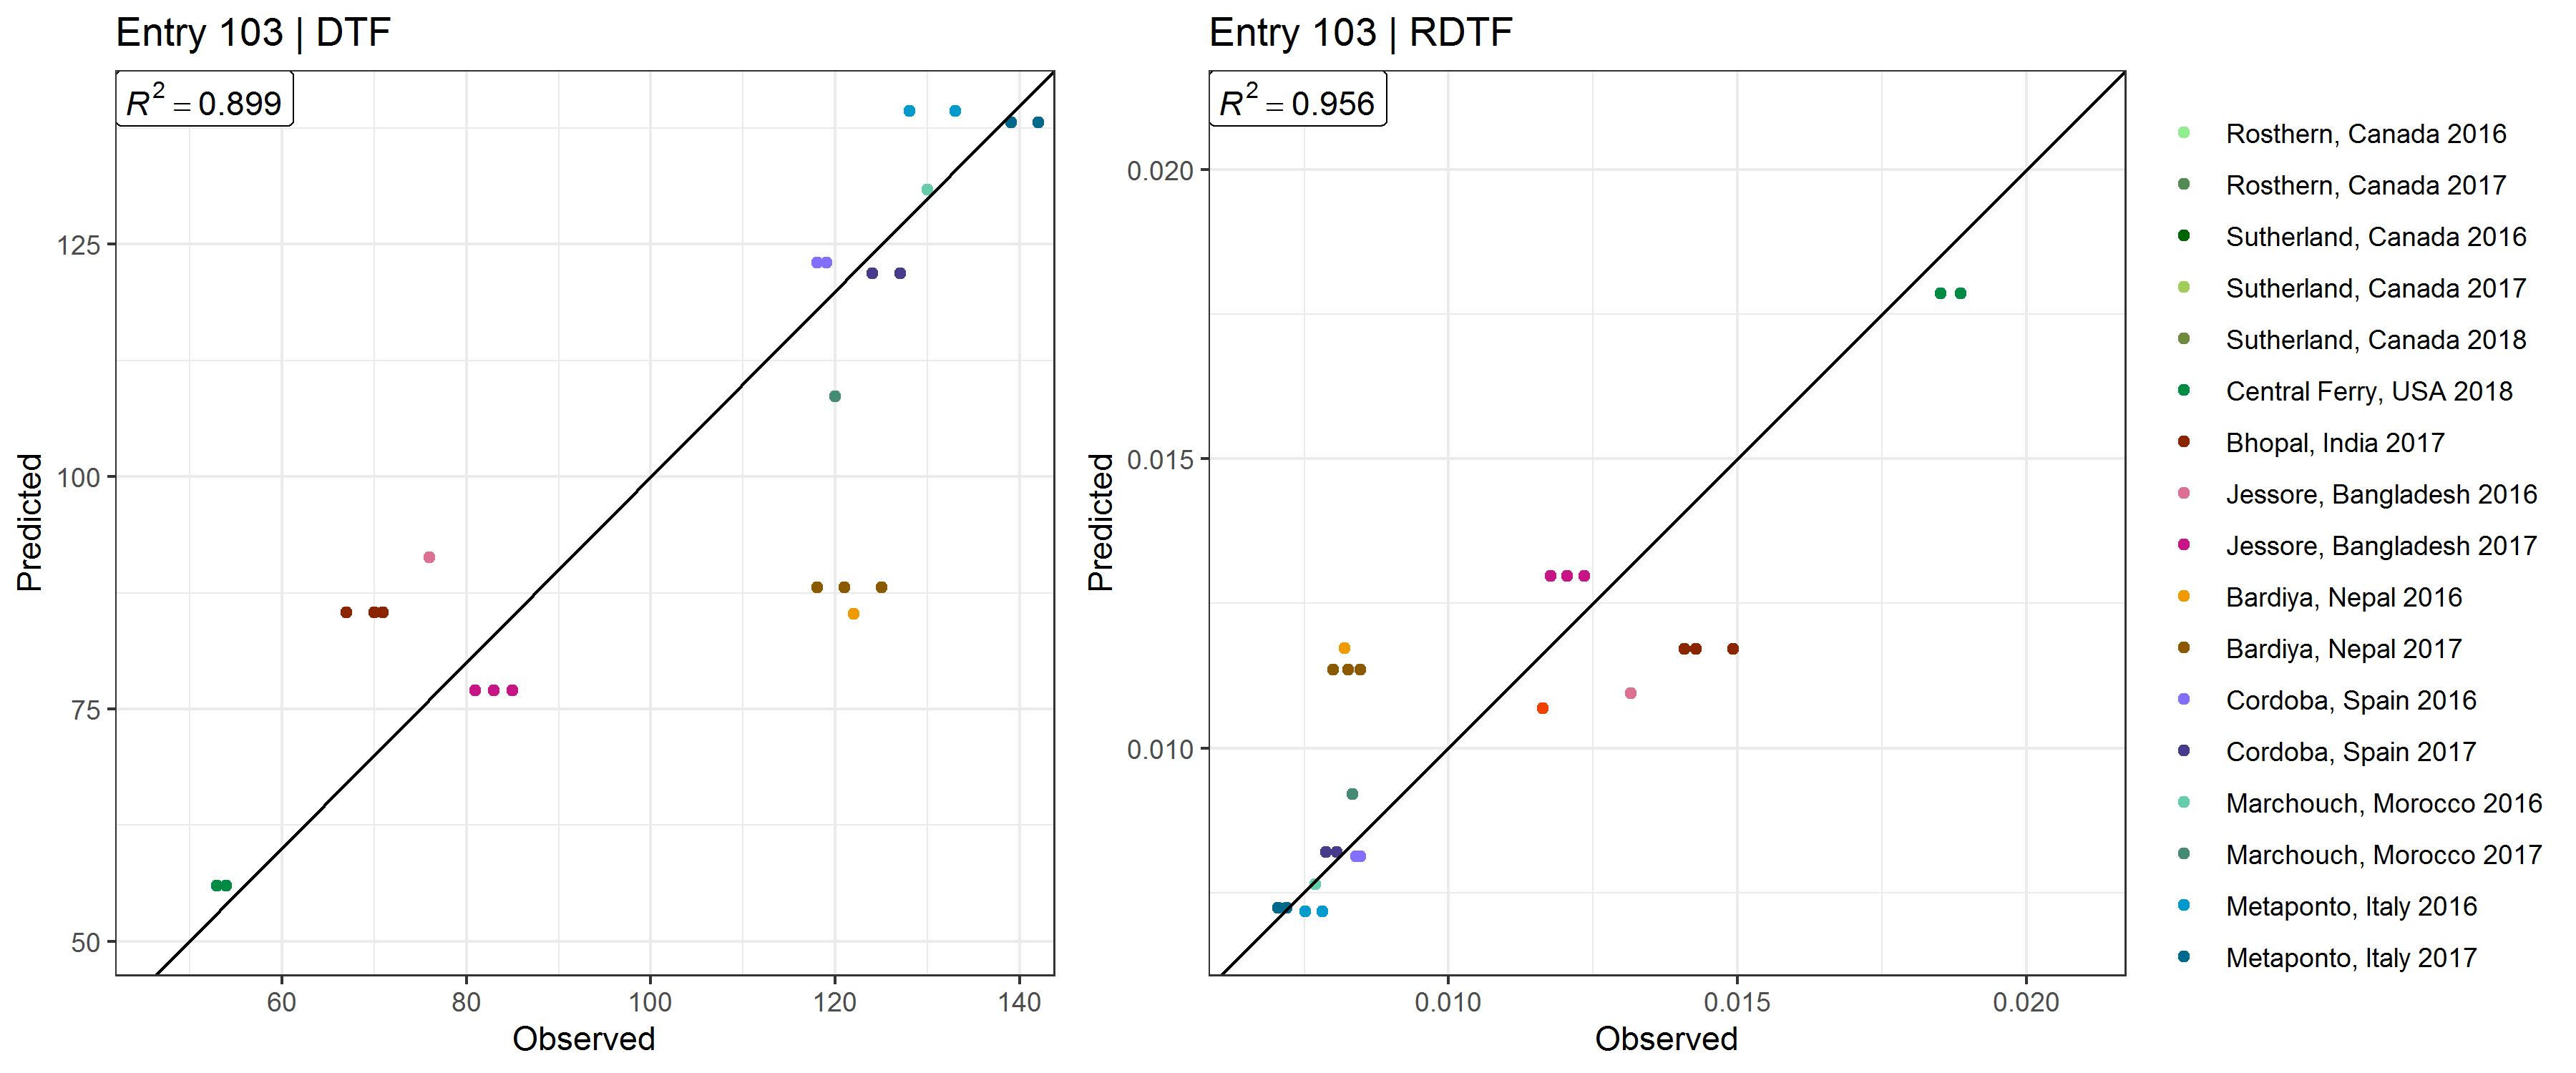 Entry 103 | DTF
R² = 0.899
125
100
75
50
Predicted
60 80 100 120 140
Observed
Entry 103 | RDTF
R² = 0.956
0.020
0.015
0.010
Predicted
0.010 0.015 0.020
Observed
Rosthern, Canada 2016
Rosthern, Canada 2017
Sutherland, Canada 2016
Sutherland, Canada 2017
Sutherland, Canada 2018
Central Ferry, USA 2018
Bhopal, India 2017
Jessore, Bangladesh 2016
Jessore, Bangladesh 2017
Bardiya, Nepal 2016
Bardiya, Nepal 2017
Cordoba, Spain 2016
Cordoba, Spain 2017
Marchouch, Morocco 2016
Marchouch, Morocco 2017
Metaponto, Italy 2016
Metaponto, Italy 2017